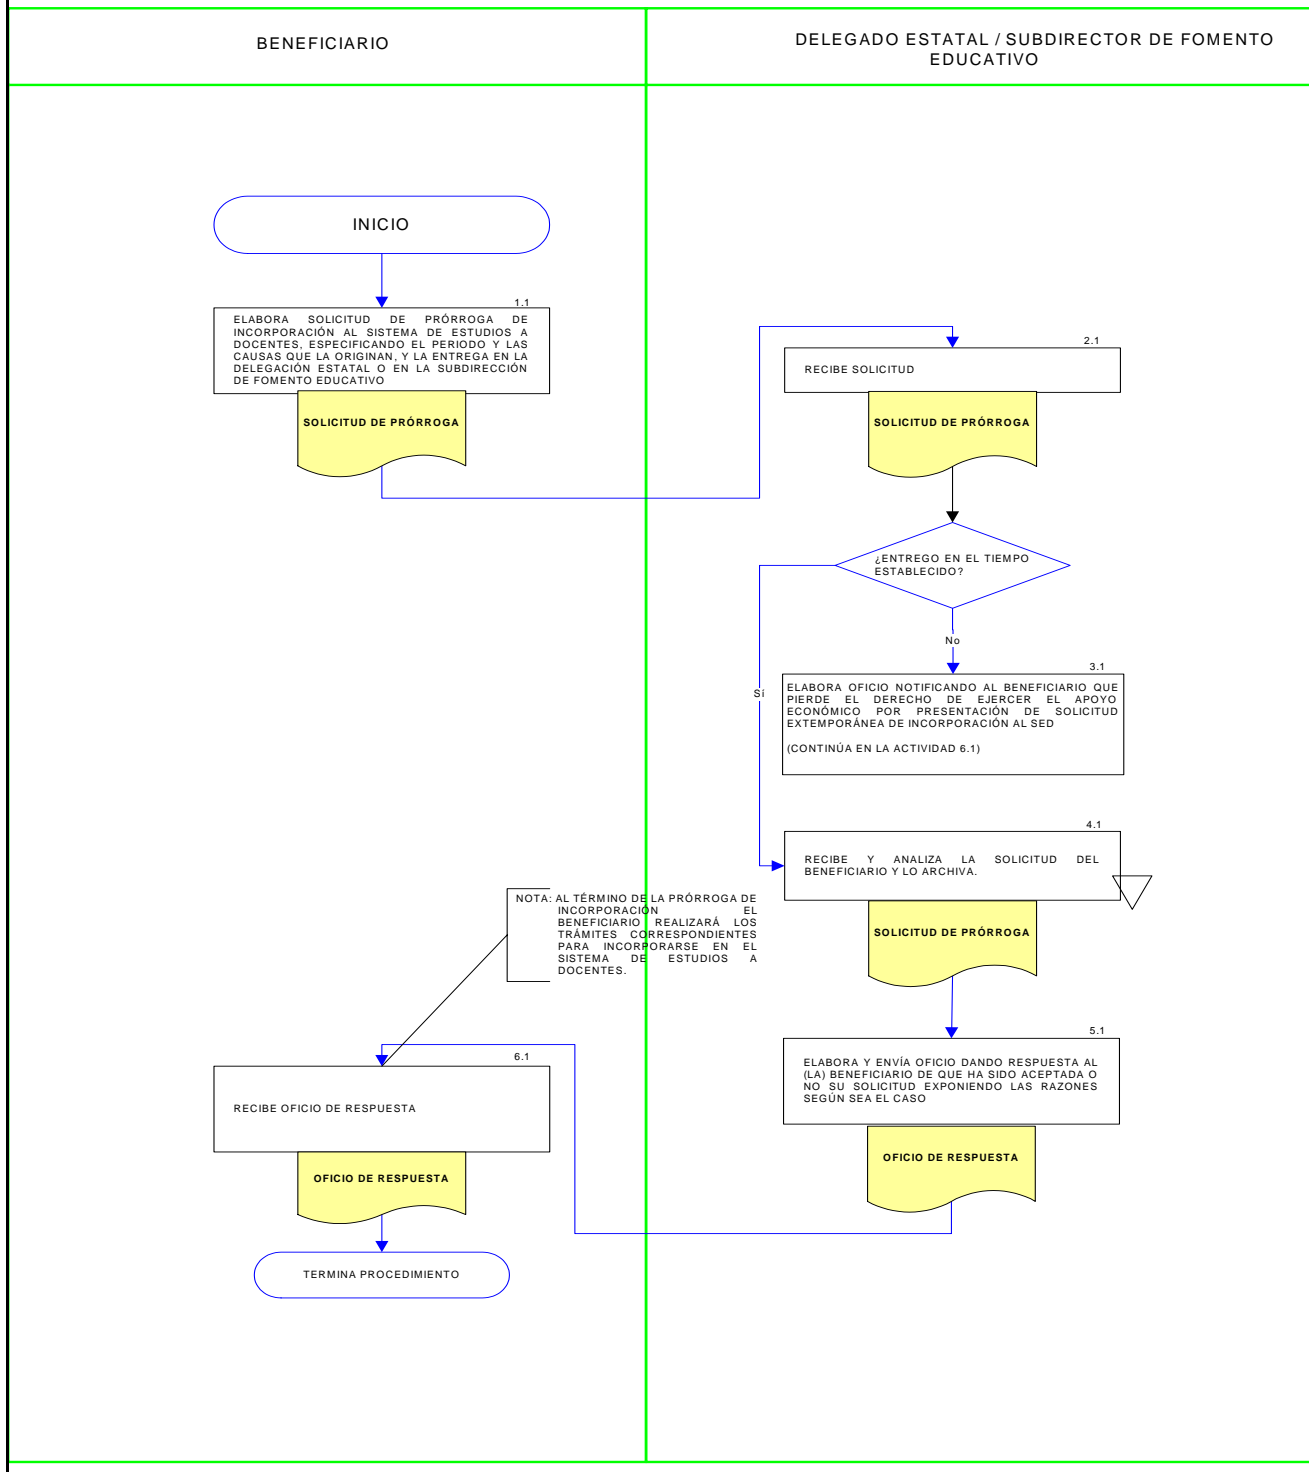 BENEFICIARIO
DELEGADO ESTATAL / SUBDIRECTOR DE FOMENTO
EDUCATIVO
INICIO
1.1
ELABORA SOLICITUD DE PRÓRROGA DE
INCORPORACIÓN AL SISTEMA DE ESTUDIOS A
DOCENTES, ESPECIFICANDO EL PERIODO Y LAS
CAUSAS QUE LA ORIGINAN, Y LA ENTREGA EN LA
DELEGACIÓN ESTATAL O EN LA SUBDIRECCIÓN
DE FOMENTO EDUCATIVO
SOLICITUD DE PRÓRROGA
2.1
RECIBE SOLICITUD
SOLICITUD DE PRÓRROGA
¿ENTREGO EN EL TIEMPO
ESTABLECIDO?
No
Sí
3.1
ELABORA OFICIO NOTIFICANDO AL BENEFICIARIO QUE
PIERDE EL DERECHO DE EJERCER EL APOYO
ECONÓMICO POR PRESENTACIÓN DE SOLICITUD
EXTEMPORÁNEA DE INCORPORACIÓN AL SED
(CONTINÚA EN LA ACTIVIDAD 6.1)
4.1
RECIBE Y ANALIZA LA SOLICITUD DEL
BENEFICIARIO Y LO ARCHIVA.
SOLICITUD DE PRÓRROGA
NOTA: AL TÉRMINO DE LA PRÓRROGA DE
INCORPORACIÓN EL
BENEFICIARIO REALIZARÁ LOS
TRÁMITES CORRESPONDIENTES
PARA INCORPORARSE EN EL
SISTEMA DE ESTUDIOS A
DOCENTES.
5.1
ELABORA Y ENVÍA OFICIO DANDO RESPUESTA AL
(LA) BENEFICIARIO DE QUE HA SIDO ACEPTADA O
NO SU SOLICITUD EXPONIENDO LAS RAZONES
SEGÚN SEA EL CASO
OFICIO DE RESPUESTA
6.1
RECIBE OFICIO DE RESPUESTA
OFICIO DE RESPUESTA
TERMINA PROCEDIMIENTO